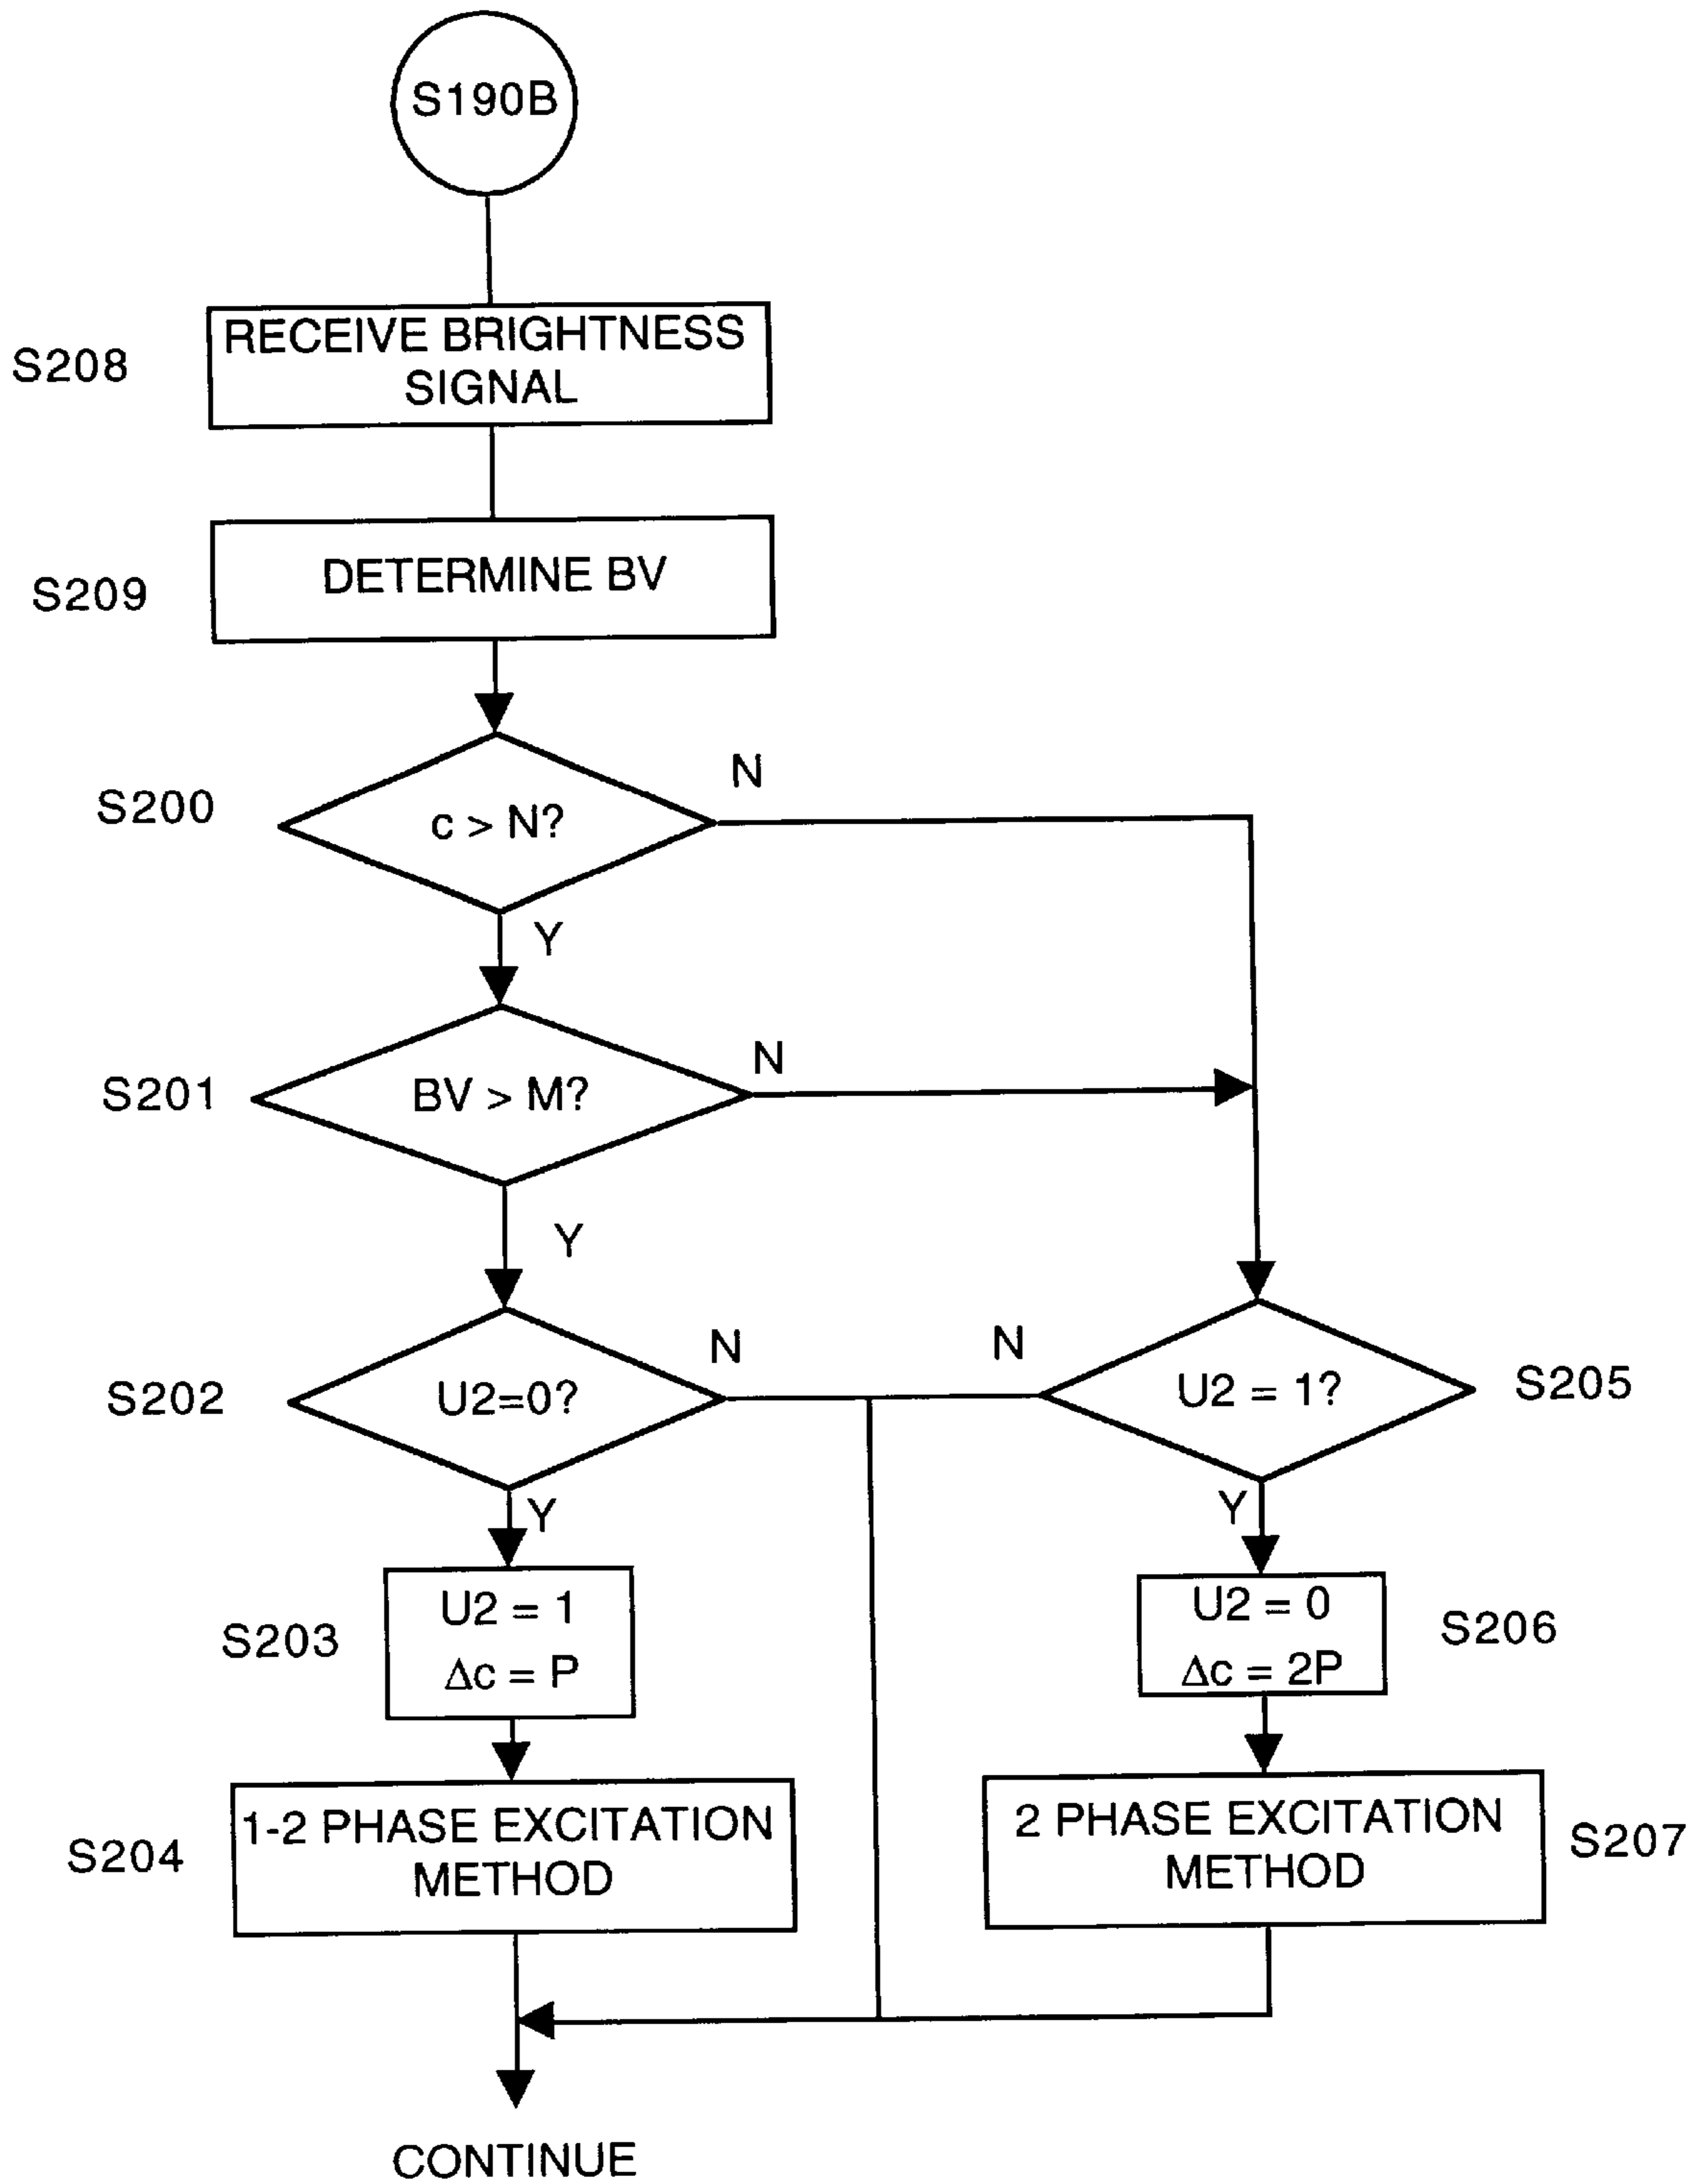 S190B
S208
RECEIVE BRIGHTNESS
SIGNAL
S209
DETERMINE BV
S200
c > N?
N
Y
S201
BV > M?
N
Y
S202
U2=0?
N
N
U2 = 1?
S205
Y
Y
S203
U2 = 1
Δc = P
U2 = 0
Δc = 2P
S206
S204
1-2 PHASE EXCITATION
METHOD
2 PHASE EXCITATION
METHOD
S207
CONTINUE